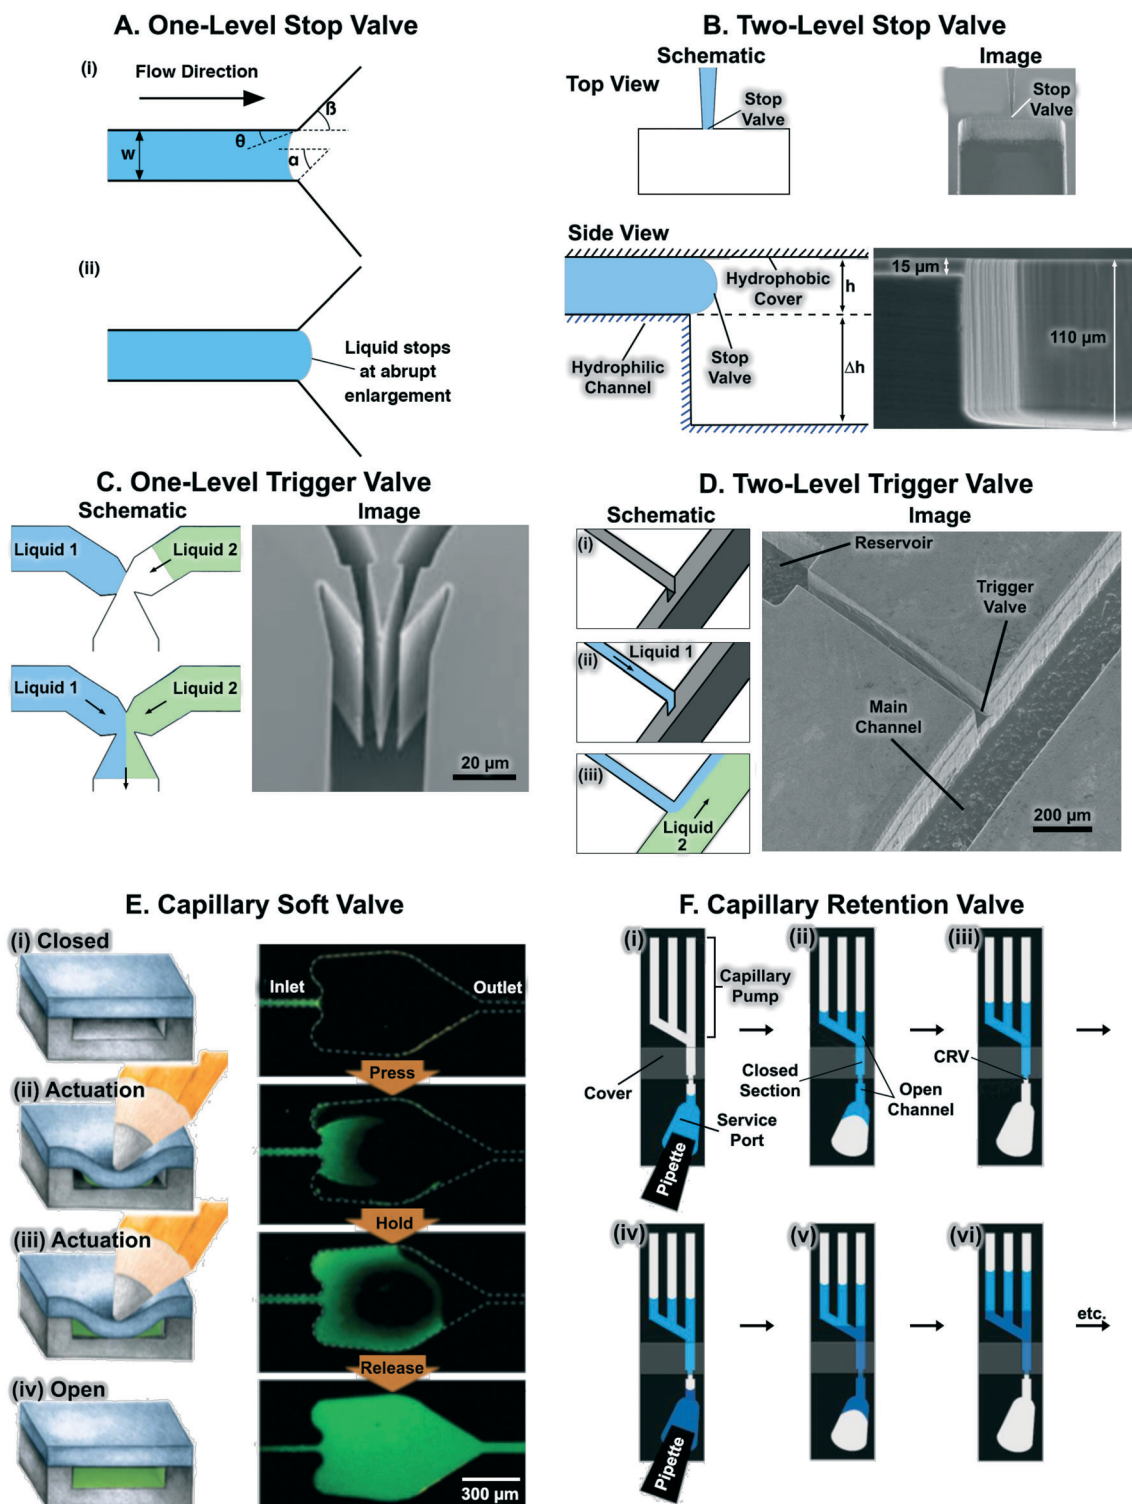 A. One-Level Stop Valve
(i)
Flow Direction
w
θ
α
β
(ii)
Liquid stops
at abrupt
enlargement
B. Two-Level Stop Valve
Schematic
Image
Top View
Stop
Valve
Stop
Valve
Side View
Hydrophobic
Cover
h
Hydrophilic
Channel
Stop
Valve
Δh
15 µm
110 µm
C. One-Level Trigger Valve
Schematic
Image
Liquid 1
Liquid 2
Liquid 1
Liquid 2
20 µm
D. Two-Level Trigger Valve
Schematic
Image
(i)
(ii)
Liquid 1
(iii)
Liquid
2
Reservoir
Trigger
Valve
Main
Channel
200 µm
E. Capillary Soft Valve
(i) Closed
(ii) Actuation
(iii) Actuation
(iv) Open
Inlet
Outlet
Press
Hold
Release
300 µm
F. Capillary Retention Valve
(i)
(ii)
(iii)
Capillary
Pump
Cover
Closed
Section
CRV
Open
Channel
Service
Port
Pipette
(iv)
(v)
(vi)
etc.
Pipette